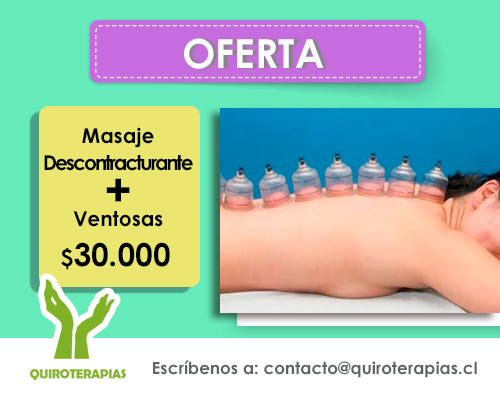 OFERTA
Masaje
Descontracturante
+
Ventosas
$30.000
QUIROTERAPIAS
Escríbenos a: contacto@quiroterapias.cl